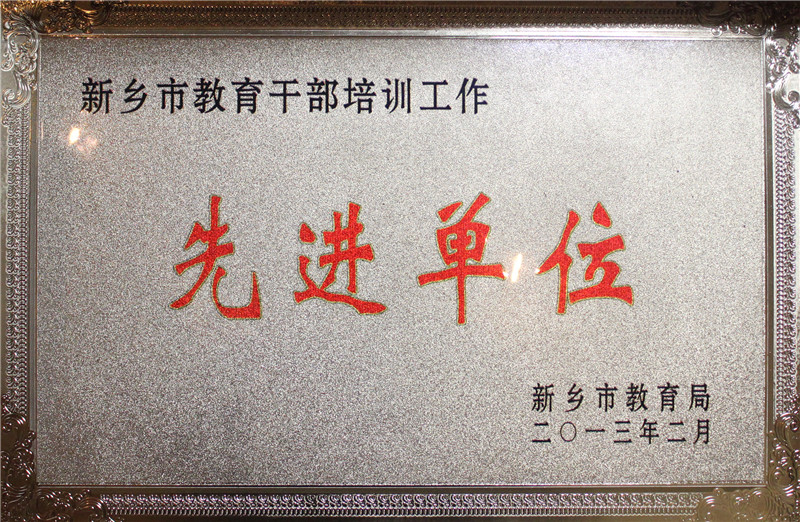 新乡市教育干部培训工作
先进单位
新乡市教育局
二〇一三年二月